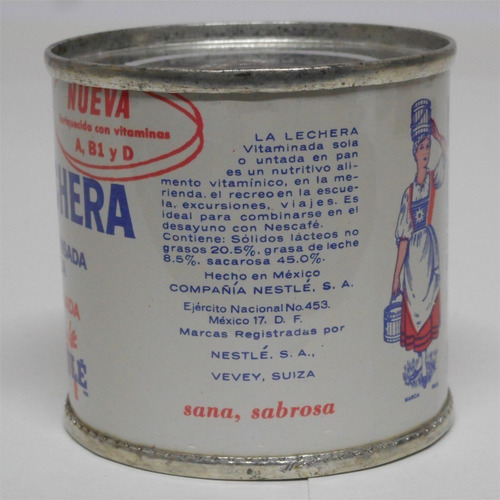 NUEVA
con vitaminas
A, B1 y D
HERA
LA LECHERA
Vitaminada sola
o untada en pan
es un nutritivo ali-
mento vitamínico, en la me-
rienda. el recreo en la escue-
la, excursiones, viajes. Es
ideal para combinarse en el
desayuno con Nescafé.
Contiene: Sólidos lácteos no
grasos 20.5%, grasa de leche
8.5%. sacarosa 45.0%.
Hecho en México
COMPAÑÍA NESTLÉ, S. A.
Ejército Nacional No. 453.
México 17. D. F.
Marcas Registradas por
NESTLÉ. S. A.,
VEVEY, SUIZA
sana, sabrosa
MARCA